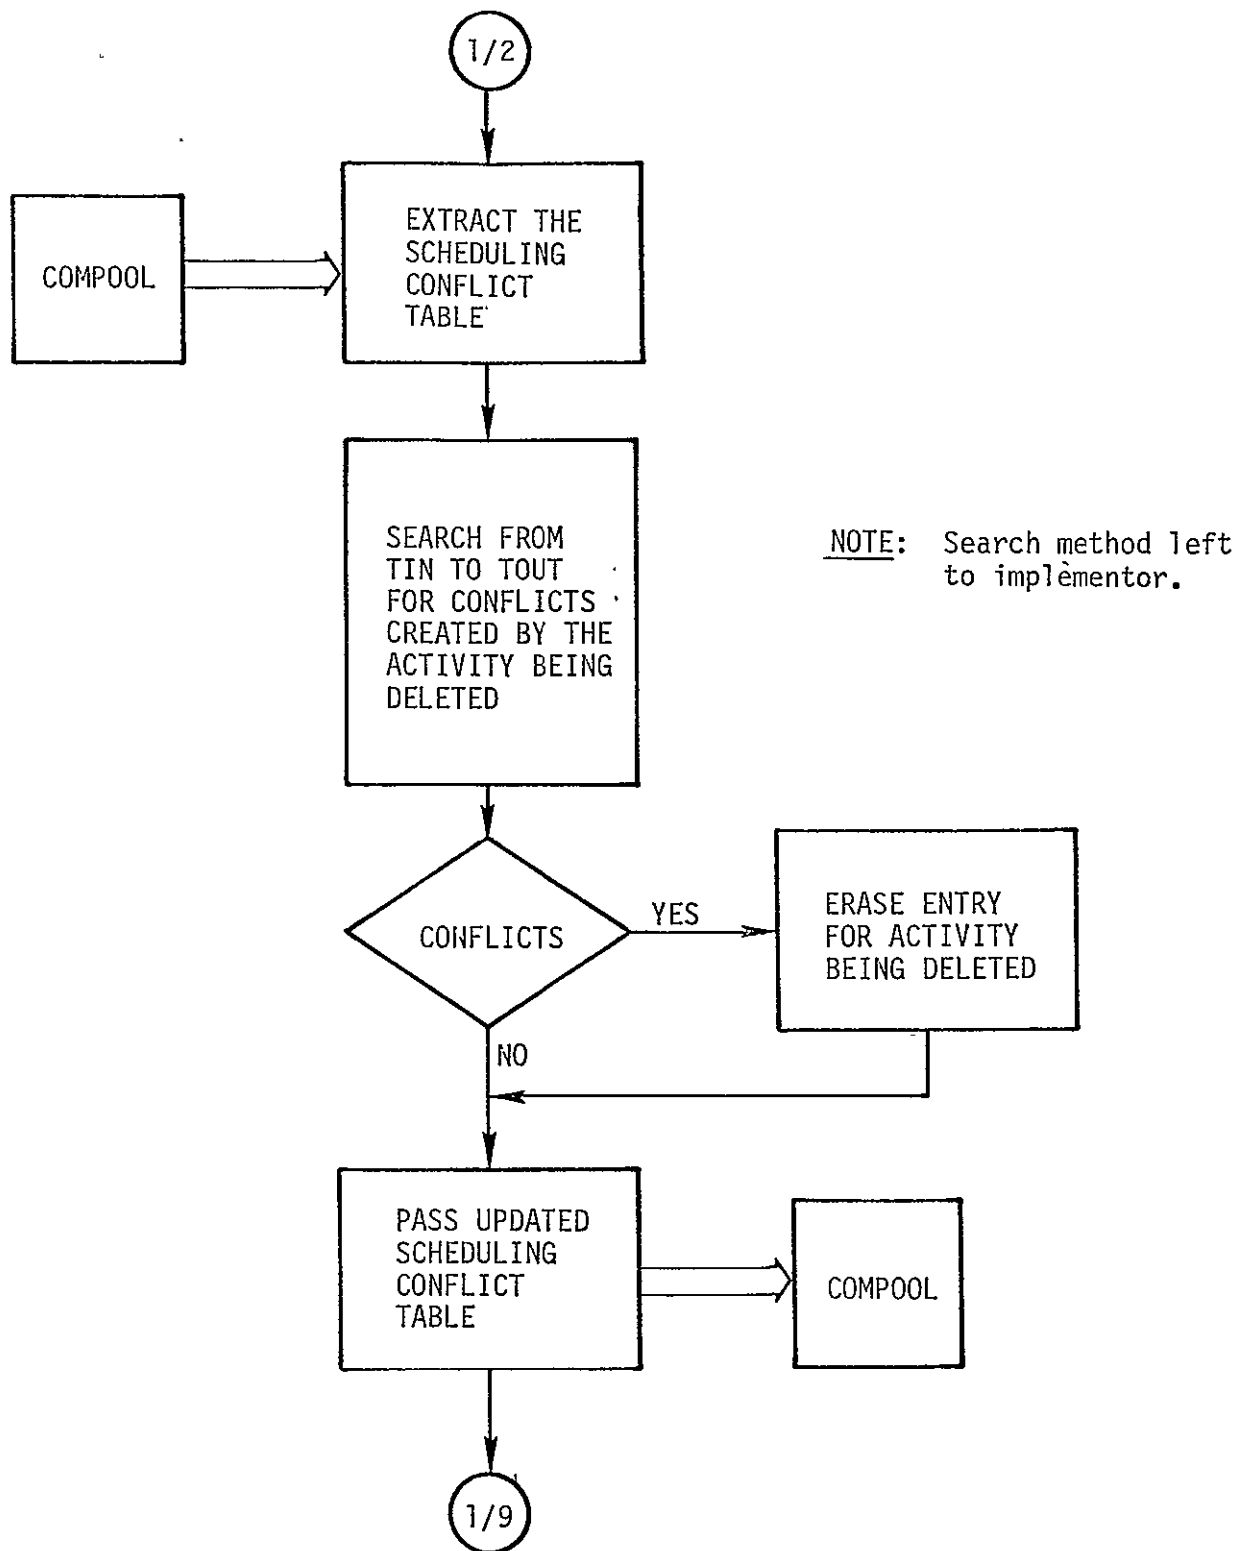 1/2
EXTRACT THE
SCHEDULING
CONFLICT
TABLE
COMPOOL
SEARCH FROM
TIN TO TOUT
FOR CONFLICTS
CREATED BY THE
ACTIVITY BEING
DELETED
NOTE: Search method left
to implementor.
CONFLICTS
YES
ERASE ENTRY
FOR ACTIVITY
BEING DELETED
NO
PASS UPDATED
SCHEDULING
CONFLICT
TABLE
COMPOOL
1/9